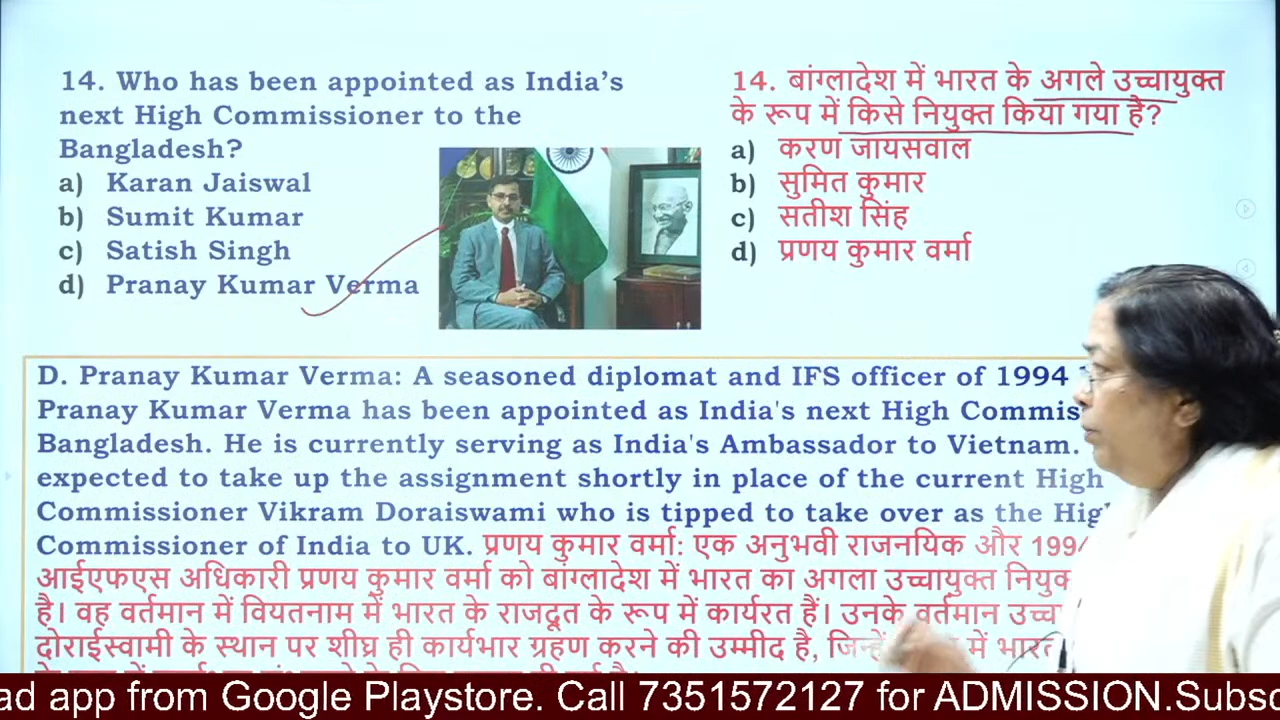 14. Who has been appointed as India's
next High Commissioner to the
Bangladesh?
a) Karan Jaiswal
b) Sumit Kumar
c) Satish Singh
d) Pranay Kumar Verma
14. बांग्लादेश में भारत के अगले उच्चायुक्त
के रूप में किसे नियुक्त किया गया है?
a) करण जायसवाल
b) सुमित कुमार
c) सतीश सिंह
d) प्रणय कुमार वर्मा
D. Pranay Kumar Verma: A seasoned diplomat and IFS officer of 1994
Pranay Kumar Verma has been appointed as India's next High
Bangladesh. He is currently serving as India's Ambassador to Vietnam.
expected to take up the assignment shortly in place of the current High
Commissioner Vikram Doraiswami who is tipped to take over as the
Commissioner of India to UK. प्रणय कुमार वर्मा: एक अनुभवी राजनयिक और
आईएफएस अधिकारी प्रणय कुमार वर्मा को बांग्लादेश में भारत का अगला उच्चायुक्त
है। वह वर्तमान में वियतनाम में भारत के राजदूत के रूप में कार्यरत हैं। उनके वर्तमान
दोराईस्वामी के स्थान पर शीघ्र ही कार्यभार ग्रहण करने की उम्मीद है, में
ad app from Google Playstore. Call 7351572127 for ADMISSION.Subsc